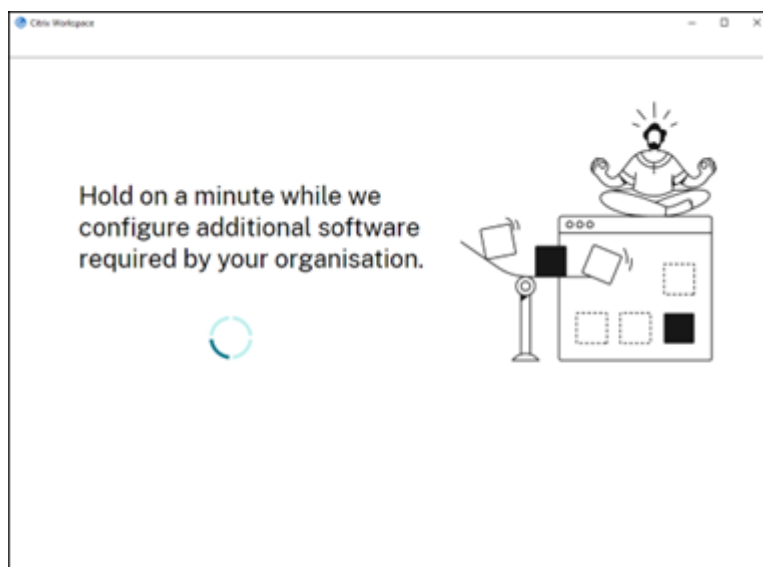 Citrix Workspace
Hold on a minute while we
configure additional software
required by your organisation.